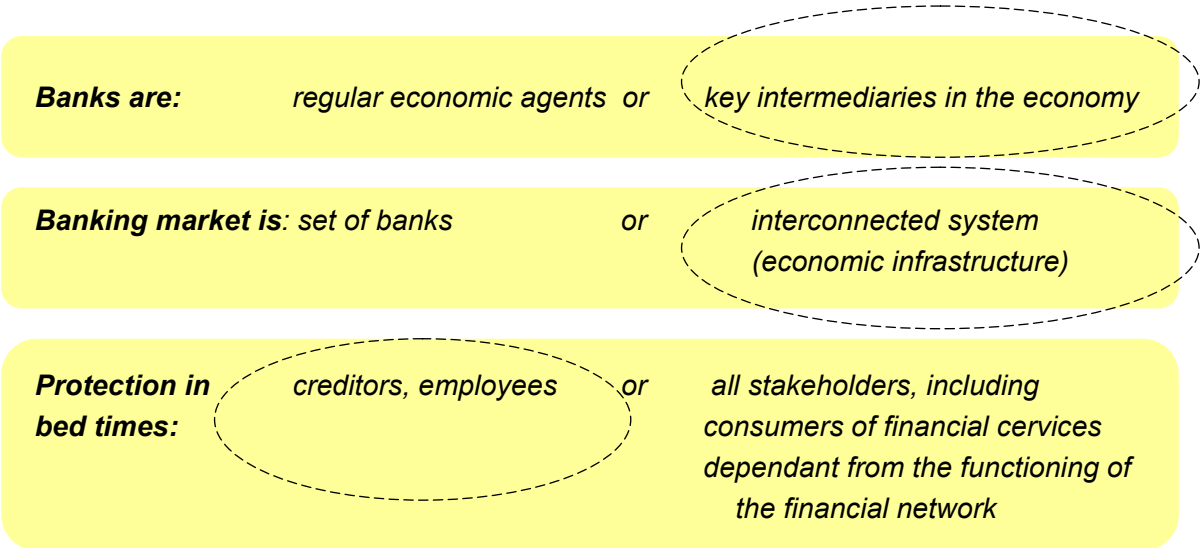 Banks are: regular economic agents or key intermediaries in the economy
Banking market is: set of banks or interconnected system
(economic infrastructure)
Protection in creditors, employees or all stakeholders, including
bed times: consumers of financial cervices
dependant from the functioning of
the financial network